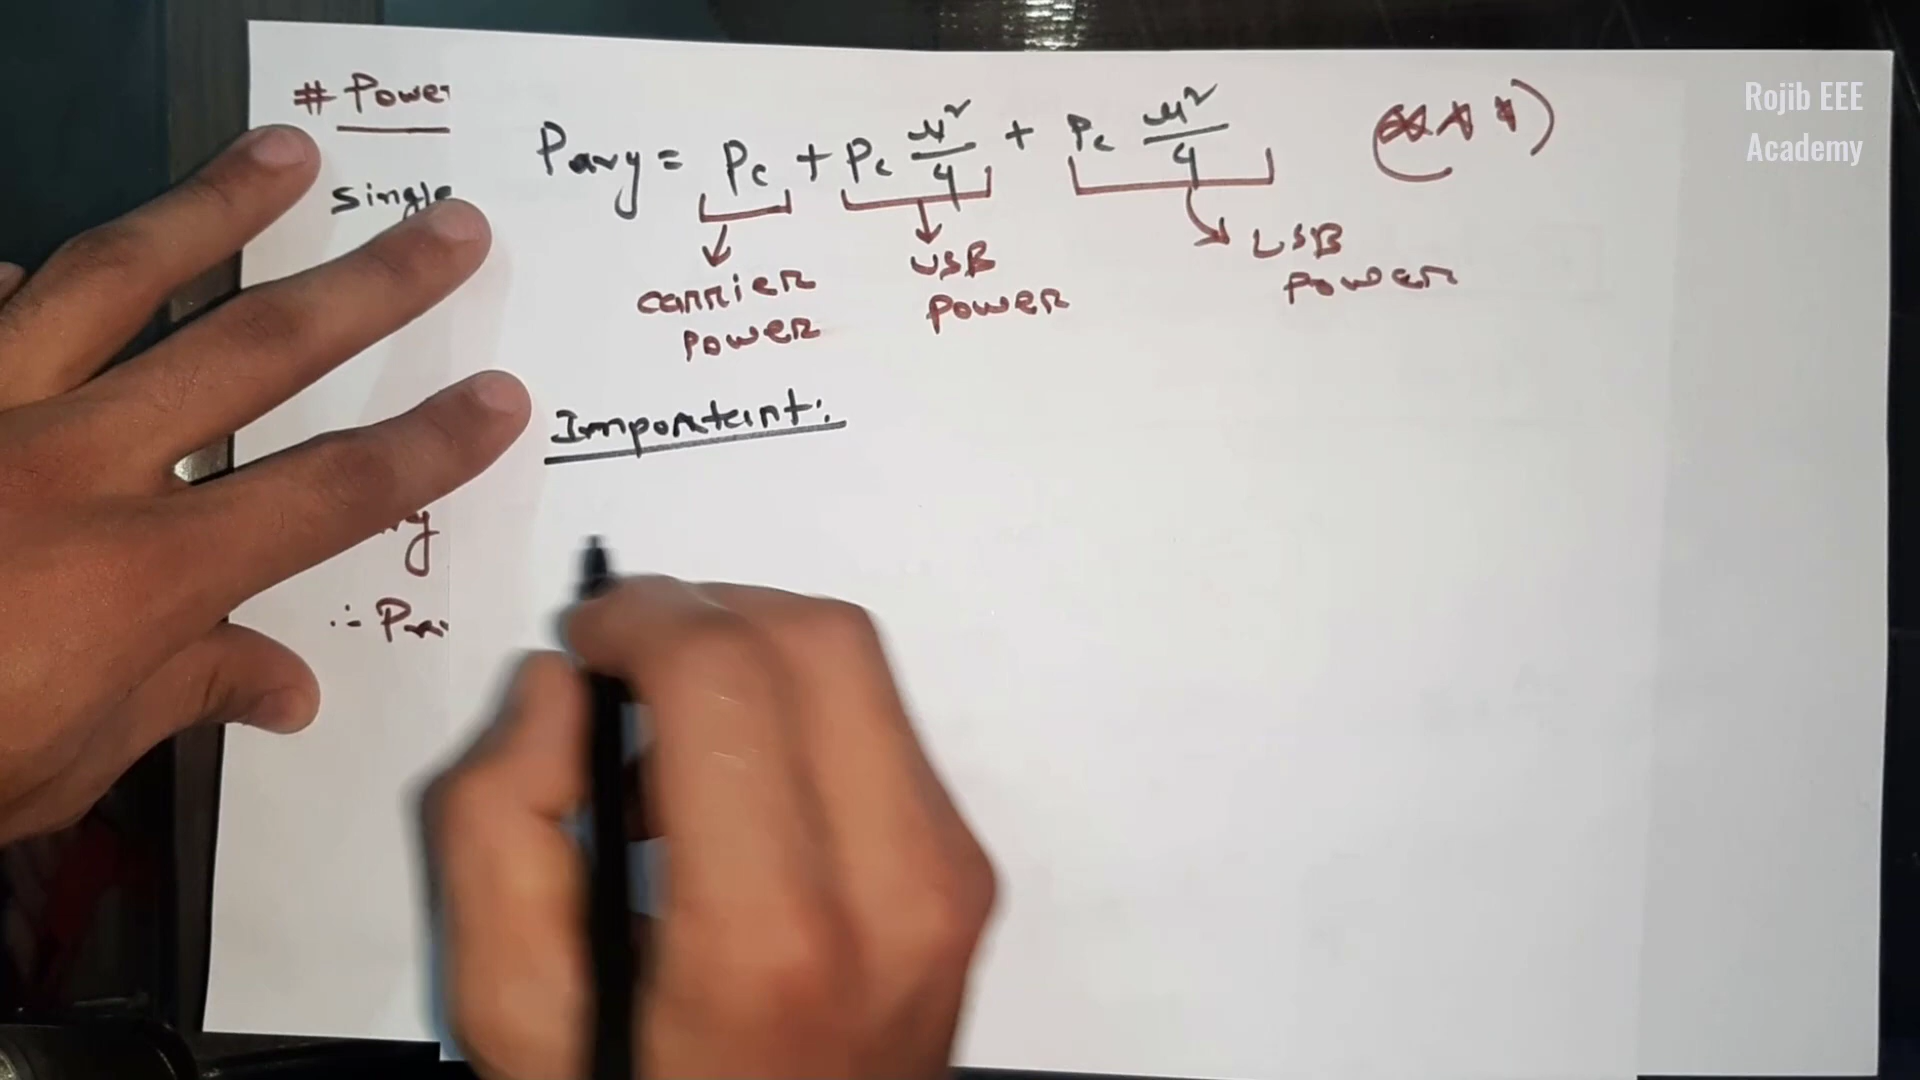 # Power
Single
Pavg = Pc + Pc μ²/4 + Pc μ²/4 (***)
carrier power
USB power
LSB power
Important:
Rojib EEE
Academy